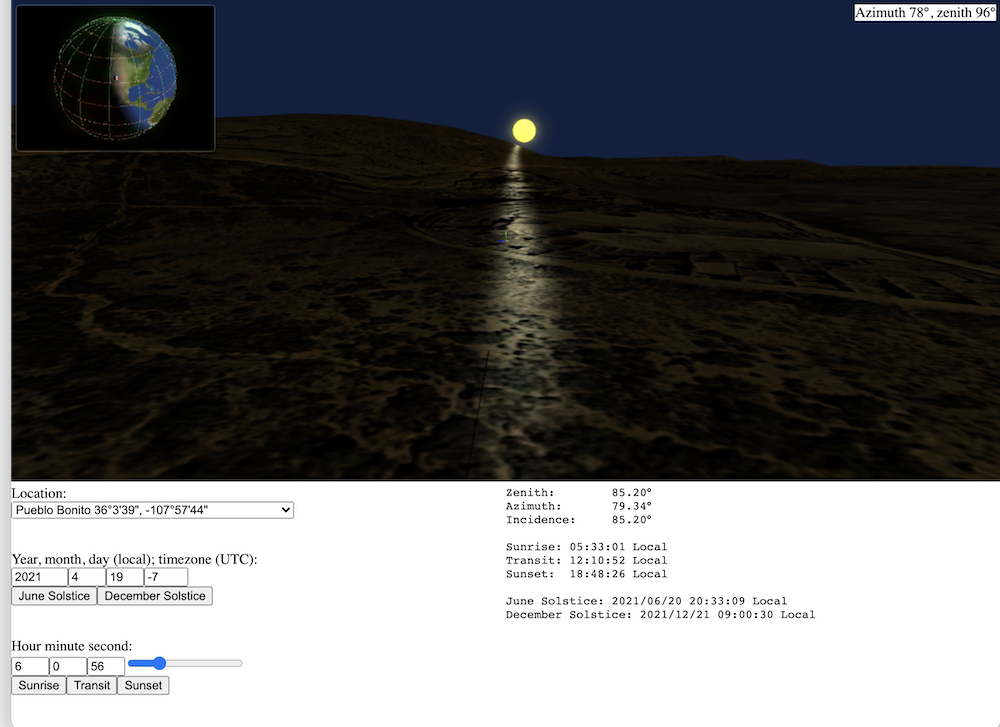 Azimuth 78°, zenith 96°
Location:
Pueblo Bonito 36°3'39", -107°57'44"
Year, month, day (local); timezone (UTC):
2021 4 19 -7
June Solstice December Solstice
Hour minute second:
6 0 56
Sunrise Transit Sunset
Zenith: 85.20°
Azimuth: 79.34°
Incidence: 85.20°
Sunrise: 05:33:01 Local
Transit: 12:10:52 Local
Sunset: 18:48:26 Local
June Solstice: 2021/06/20 20:33:09 Local
December Solstice: 2021/12/21 09:00:30 Local